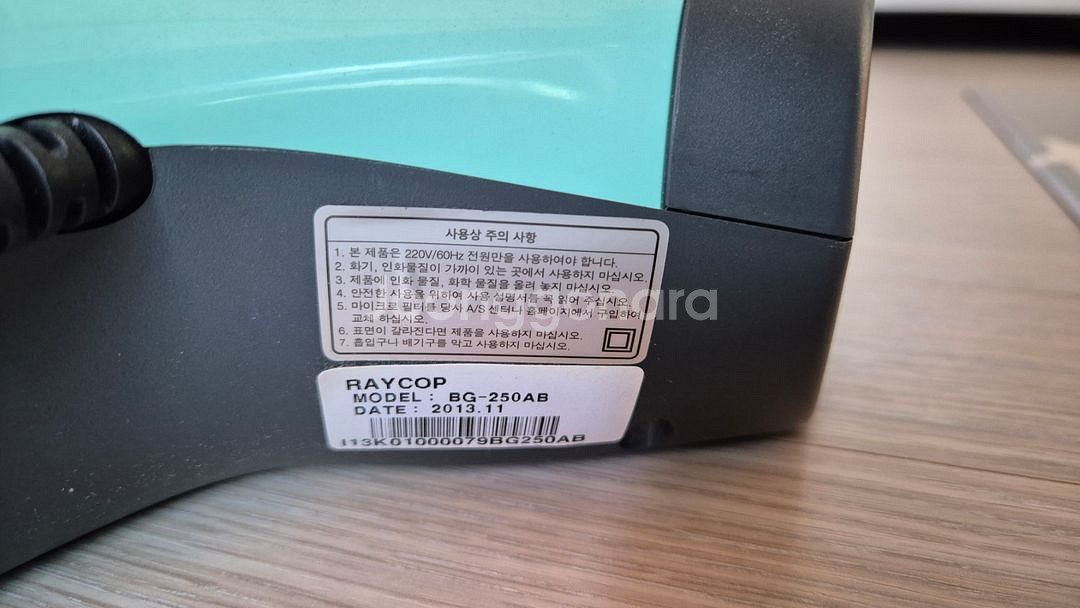 사용상 주의 사항
1. 본 제품은 220V/60Hz 전원만을 사용하여야 합니다.
2. 화기, 인화물질이 가까이 있는 곳에서 사용하지 마십시오.
3. 제품에 인화 물질, 화학 물질을 올려 놓지 마십시오.
4. 안전한 사용을 위하여 사용설명서를 꼭 읽어 주십시오.
5. 마이크로 필터를 당사 A/S 센터나 홈페이지에서 구입하여
교체 하십시오.
6. 표면이 갈라진다면 제품을 사용하지 마십시오.
7. 흡입구나 배기구를 막고 사용하지 마십시오.
RAYCOP
MODEL : BG-250AB
DATE : 2013.11
I13K01000079BG250AB